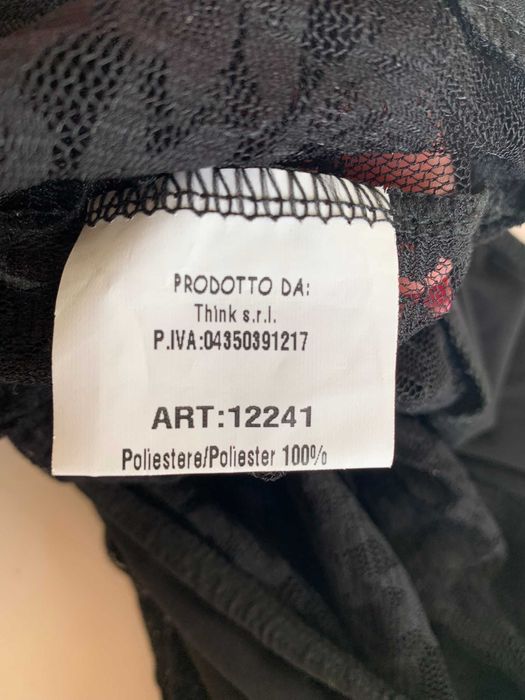 PRODOTTO DA:
Think s.r.l.
P.IVA:04350391217
ART:12241
Poliestere/Poliester 100%